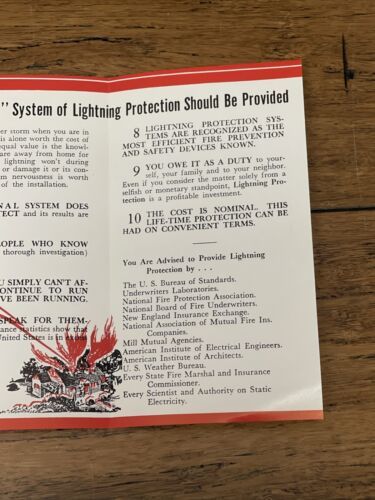 " System of Lightning Protection Should Be Provided
er storm when you are in
is alone worth the cost of
equal value is the knowl-
are away from home for
lightning won't during
or damage it or its con-
m nervousness is worth
of the installation.
NAL SYSTEM DOES
TECT and its results are
OPLE WHO KNOW
thorough investigation)
U SIMPLY CAN'T AF-
ONTINUE TO RUN
VE BEEN RUNNING.
SPEAK FOR THEM-
ance statistics show that
United States is in excess
8 LIGHTNING PROTECTION SYS-
TEMS ARE RECOGNIZED AS THE
MOST EFFICIENT FIRE PREVENTION
AND SAFETY DEVICES KNOWN.
9 YOU OWE IT AS A DUTY to your-
self, your family and to your neighbor.
Even if you consider the matter solely from a
selfish or monetary standpoint, Lightning Pro-
tection is a profitable investment.
10 THE COST IS NOMINAL. THIS
LIFE-TIME PROTECTION CAN BE
HAD ON CONVENIENT TERMS.
You Are Advised to Provide Lightning
Protection by . . .
The U. S. Bureau of Standards.
Underwriters Laboratories.
National Fire Protection Association.
National Board of Fire Underwriters.
New England Insurance Exchange.
National Association of Mutual Fire Ins.
Companies.
Mill Mutual Agencies.
American Institute of Electrical Engineers.
American Institute of Architects.
U. S. Weather Bureau.
Every State Fire Marshal and Insurance
Commissioner.
Every Scientist and Authority on Static
Electricity.